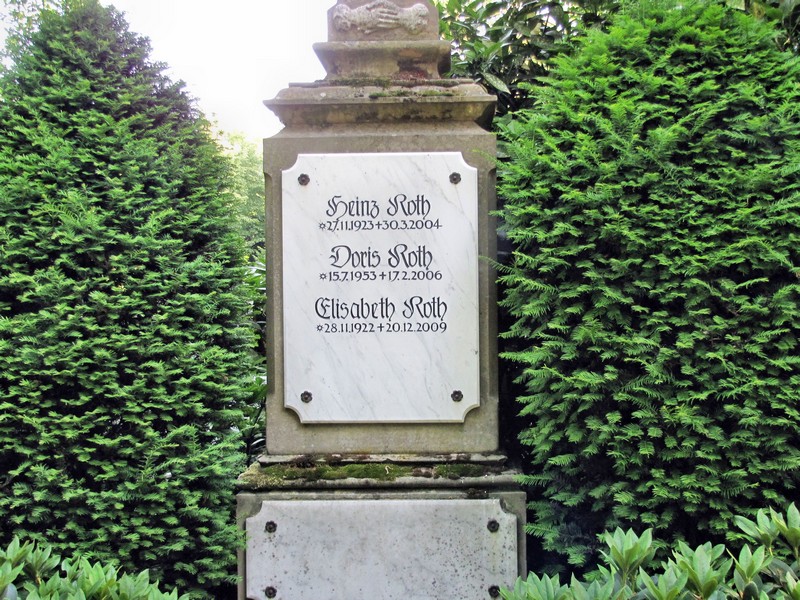 Heinz Roth
*27.11.1923+30.3.2004
Doris Roth
*15.7.1953+17.2.2006
Elisabeth Roth
*28.11.1922+20.12.2009